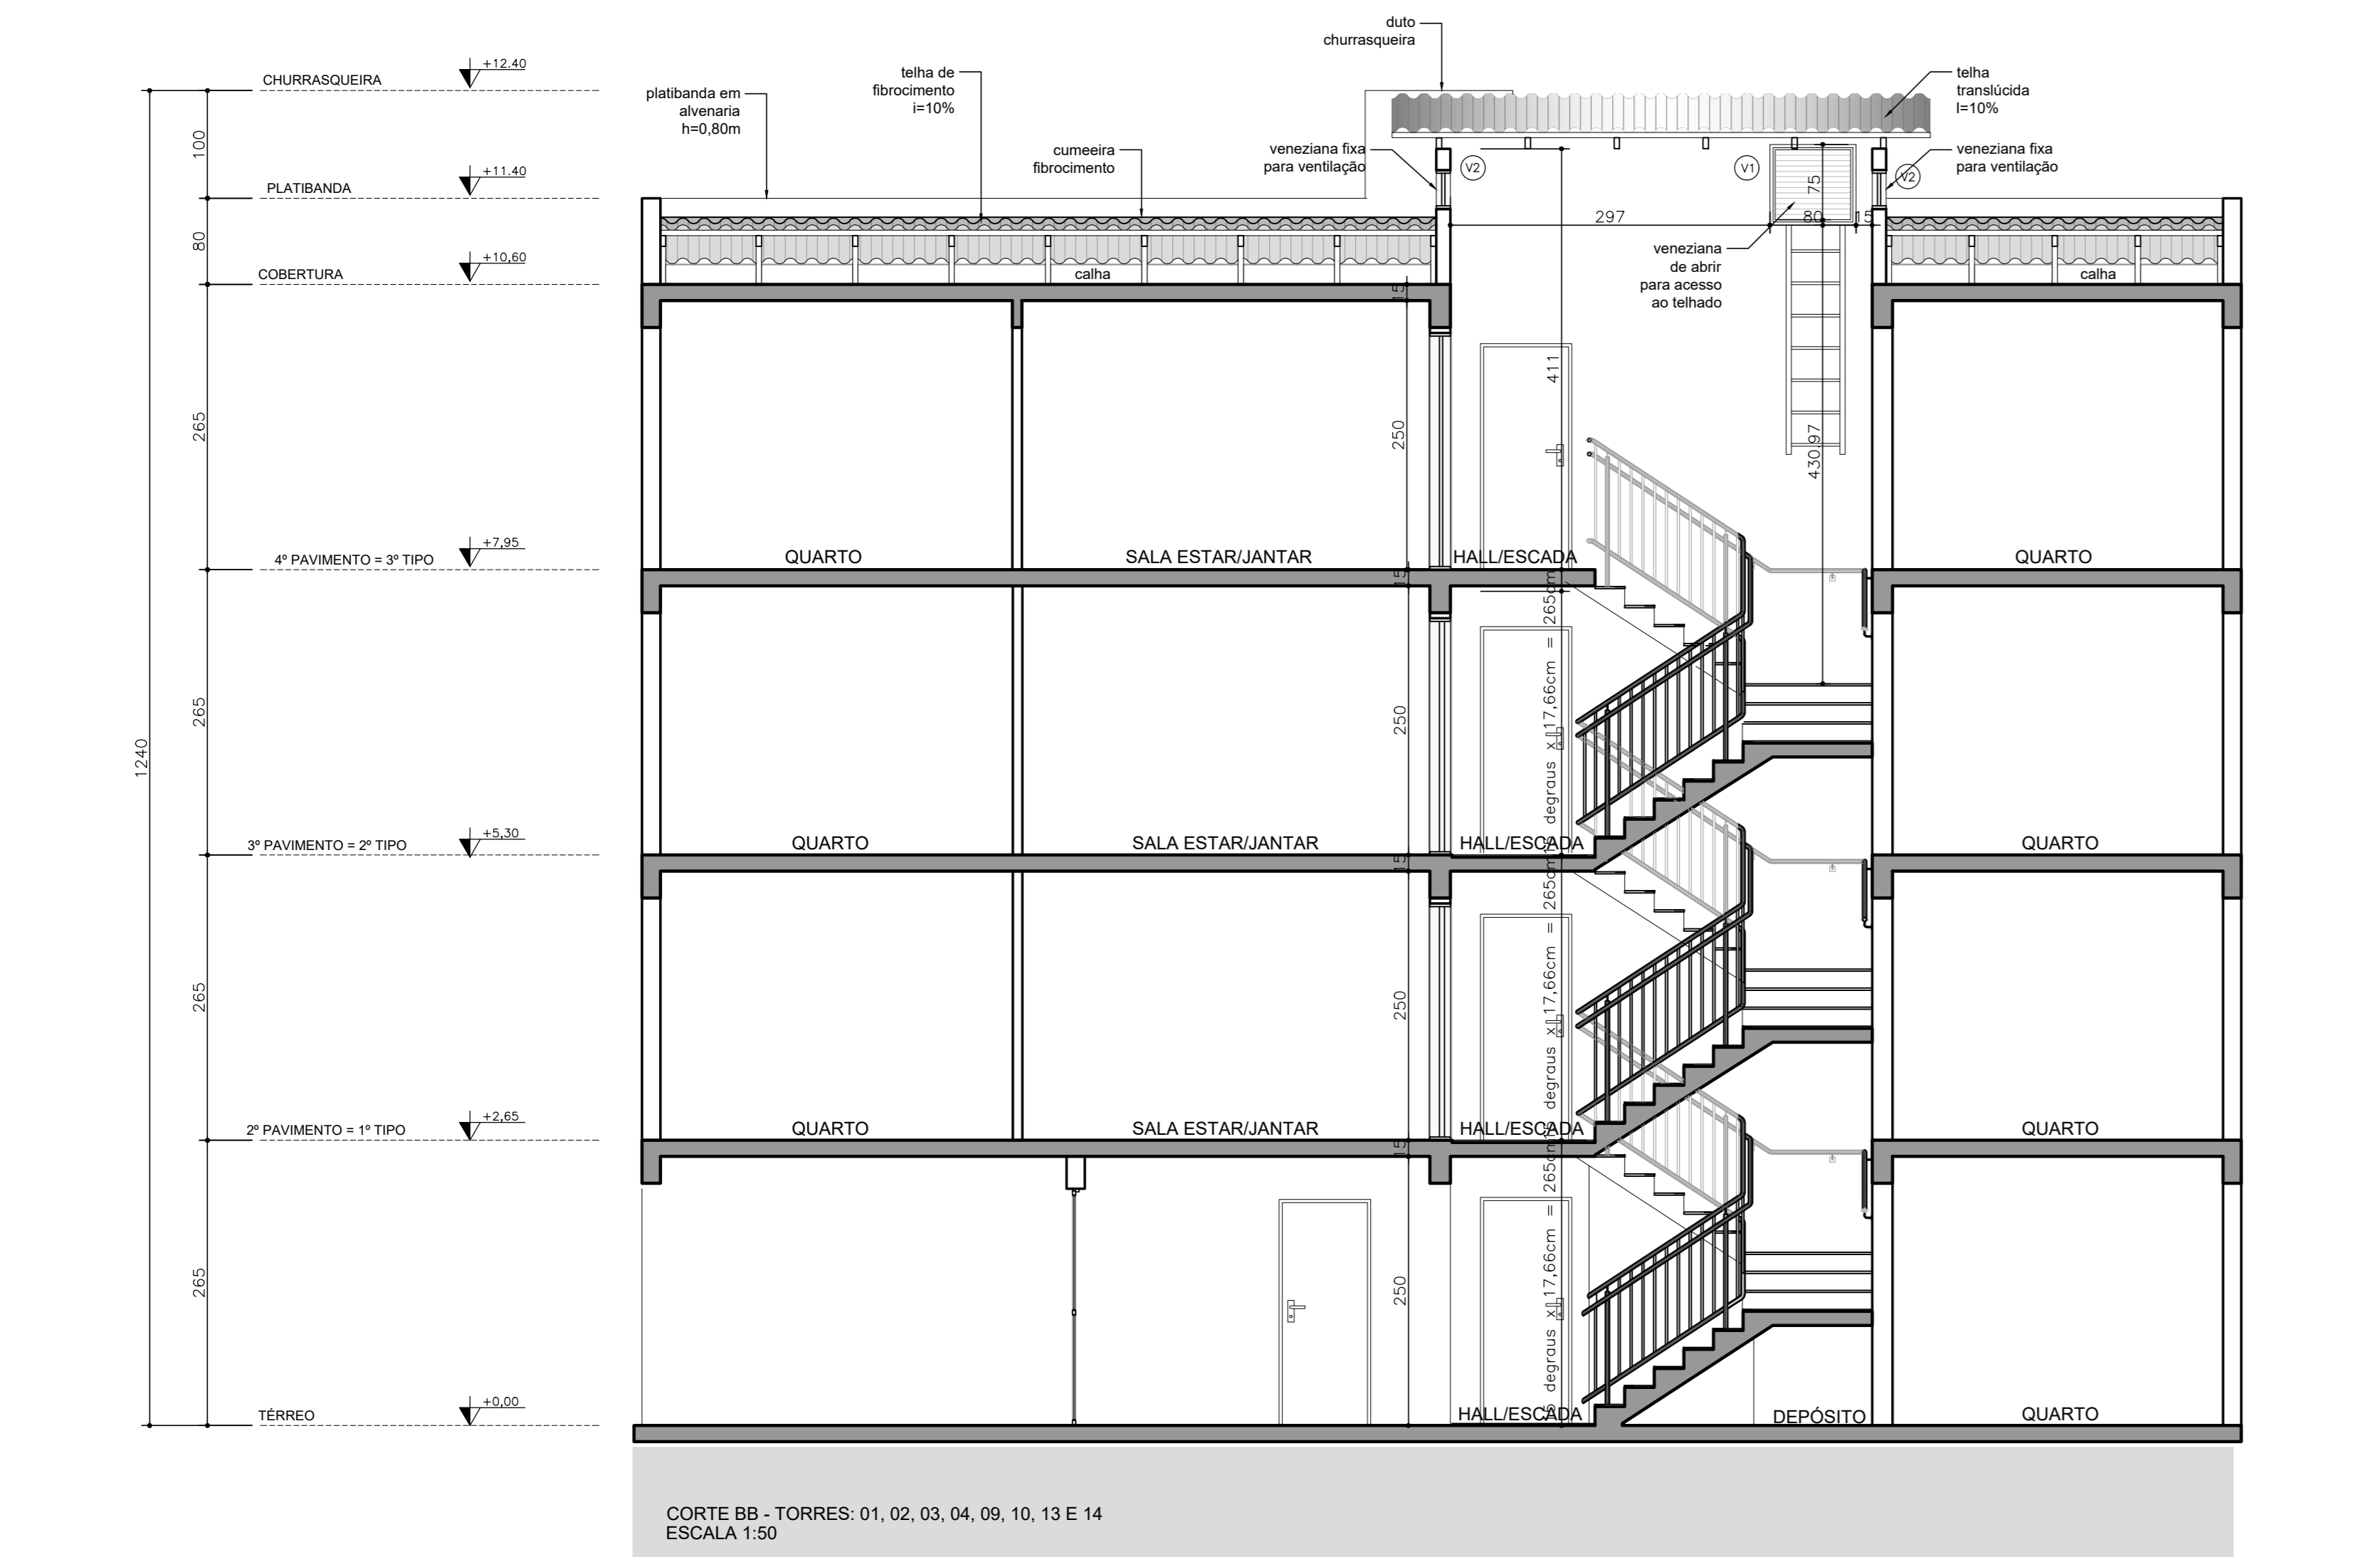 duto
churrasqueira
CHURRASQUEIRA
+12.40
telha de
fibrocimento
i=10%
telha
translúcida
I=10%
platibanda em
alvenaria
h=0,80m
100
cumeeira
fibrocimento
veneziana fixa
para ventilação
V2
V1
75
V2
veneziana fixa
para ventilação
PLATIBANDA
+11.40
297
80
15
80
veneziana
de abrir
para acesso
ao telhado
COBERTURA
+10,60
calha
calha
15
265
250
411
430,97
4º PAVIMENTO = 3º TIPO
+7,95
QUARTO
SALA ESTAR/JANTAR
HALL/ESCADA
QUARTO
15
265
250
15 degraus x 17,66cm = 265cm
1240
3º PAVIMENTO = 2º TIPO
+5,30
QUARTO
SALA ESTAR/JANTAR
HALL/ESCADA
QUARTO
15
265
250
15 degraus x 17,66cm = 265cm
2º PAVIMENTO = 1º TIPO
+2,65
QUARTO
SALA ESTAR/JANTAR
HALL/ESCADA
QUARTO
15
265
250
15 degraus x 17,66cm = 265cm
TÉRREO
+0,00
HALL/ESCADA
DEPÓSITO
QUARTO
CORTE BB - TORRES: 01, 02, 03, 04, 09, 10, 13 E 14
ESCALA 1:50